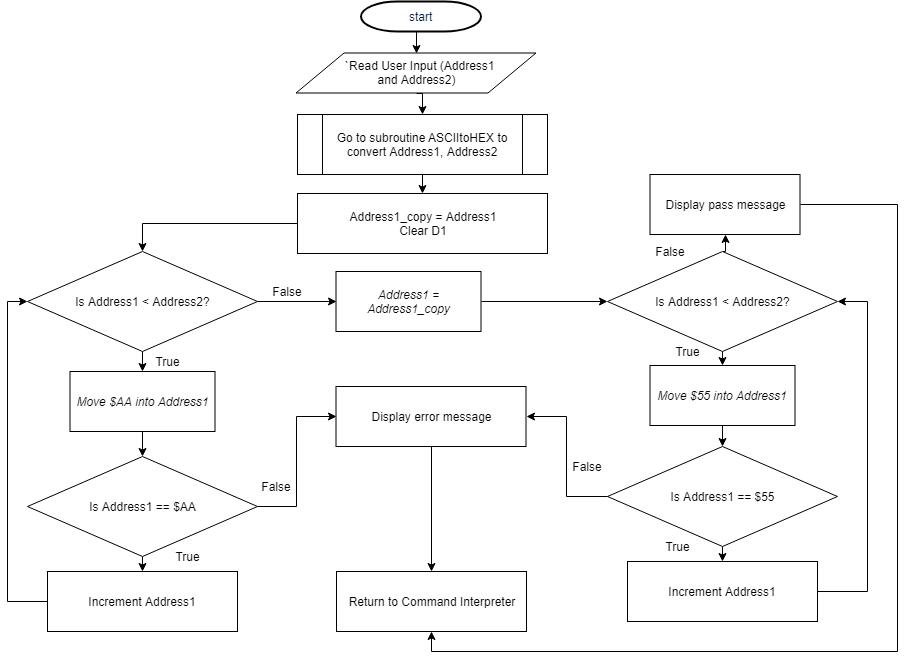 start
`Read User Input (Address1
and Address2)
Go to subroutine ASCIItoHEX to
convert Address1, Address2
Address1_copy = Address1
Clear D1
Display pass message
False
Is Address1 < Address2?
False
Address1 =
Address1_copy
Is Address1 < Address2?
True
True
Move $AA into Address1
Display error message
Move $55 into Address1
False
False
Is Address1 == $AA
Is Address1 == $55
True
True
Increment Address1
Return to Command Interpreter
Increment Address1